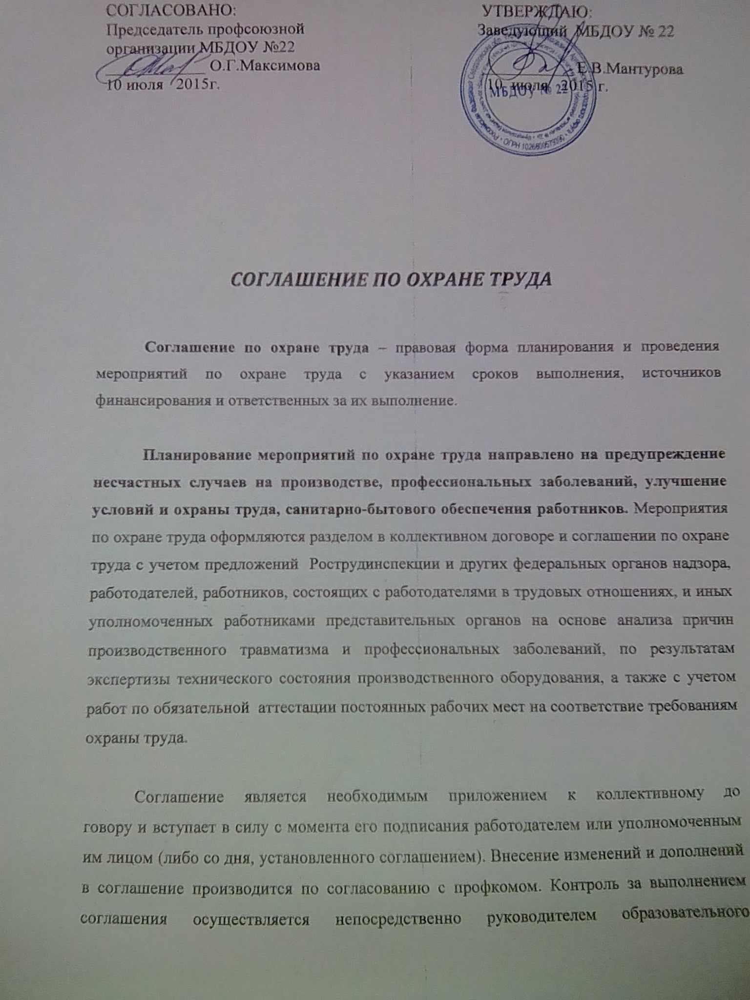 СОГЛАСОВАНО:
Председатель профсоюзной
организации МБДОУ №22
О.Г.Максимова
10 июля 2015г.
УТВЕРЖДАЮ:
Заведующий МБДОУ № 22
Е.В.Мантурова
10 июля 2015 г.
МБДОУ № 22
СОГЛАШЕНИЕ ПО ОХРАНЕ ТРУДА
Соглашение по охране труда – правовая форма планирования и проведения
мероприятий по охране труда с указанием сроков выполнения, источников
финансирования и ответственных за их выполнение.
Планирование мероприятий по охране труда направлено на предупреждение
несчастных случаев на производстве, профессиональных заболеваний, улучшение
условий и охраны труда, санитарно-бытового обеспечения работников. Мероприятия
по охране труда оформляются разделом в коллективном договоре и соглашении по охране
труда с учетом предложений Рострудинспекции и других федеральных органов надзора,
работодателей, работников, состоящих с работодателями в трудовых отношениях, и иных
уполномоченных работниками представительных органов на основе анализа причин
производственного травматизма и профессиональных заболеваний, по результатам
экспертизы технического состояния производственного оборудования, а также с учетом
работ по обязательной аттестации постоянных рабочих мест на соответствие требованиям
охраны труда.
Соглашение является необходимым приложением к коллективному до
говору и вступает в силу с момента его подписания работодателем или уполномоченным
им лицом (либо со дня, установленного соглашением). Внесение изменений и дополнений
в соглашение производится по согласованию с профкомом. Контроль за выполнением
соглашения осуществляется непосредственно руководителем образовательного